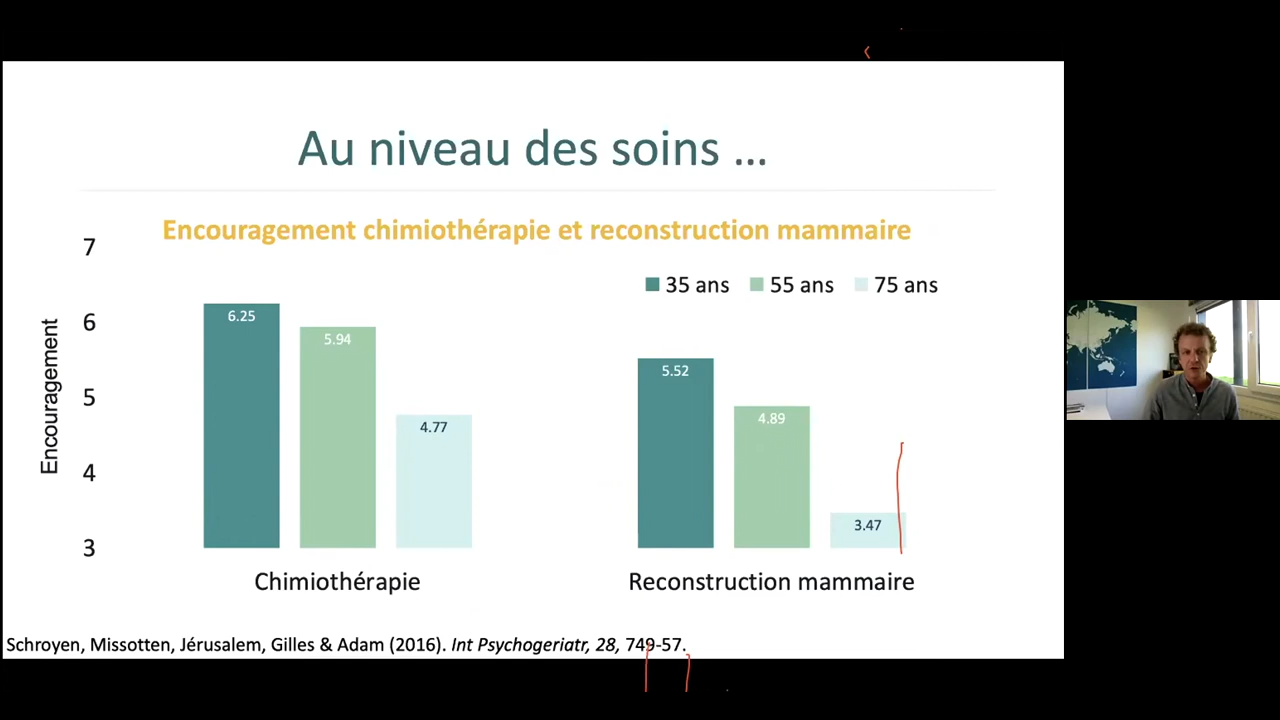 Au niveau des soins ...
Encouragement chimiothérapie et reconstruction mammaire
35 ans 55 ans 75 ans
Encouragement
7
6
5
4
3
6.25
5.94
4.77
5.52
4.89
3.47
Chimiothérapie
Reconstruction mammaire
Schroyen, Missotten, Jérusalem, Gilles & Adam (2016). Int Psychogeriatr, 28, 749-57.